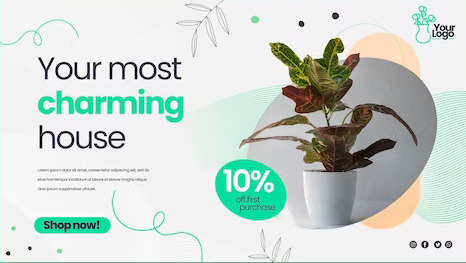 Your
Logo
Your most
charming
house
Lorem ipsum dolor sit amet, consectetur adipiscing elit, sed do
eiusmod tempor incididunt ut labore et dolore magna aliqua
Quis ipsum suspendisse ultrices.
10%
off first
purchase
Shop now!